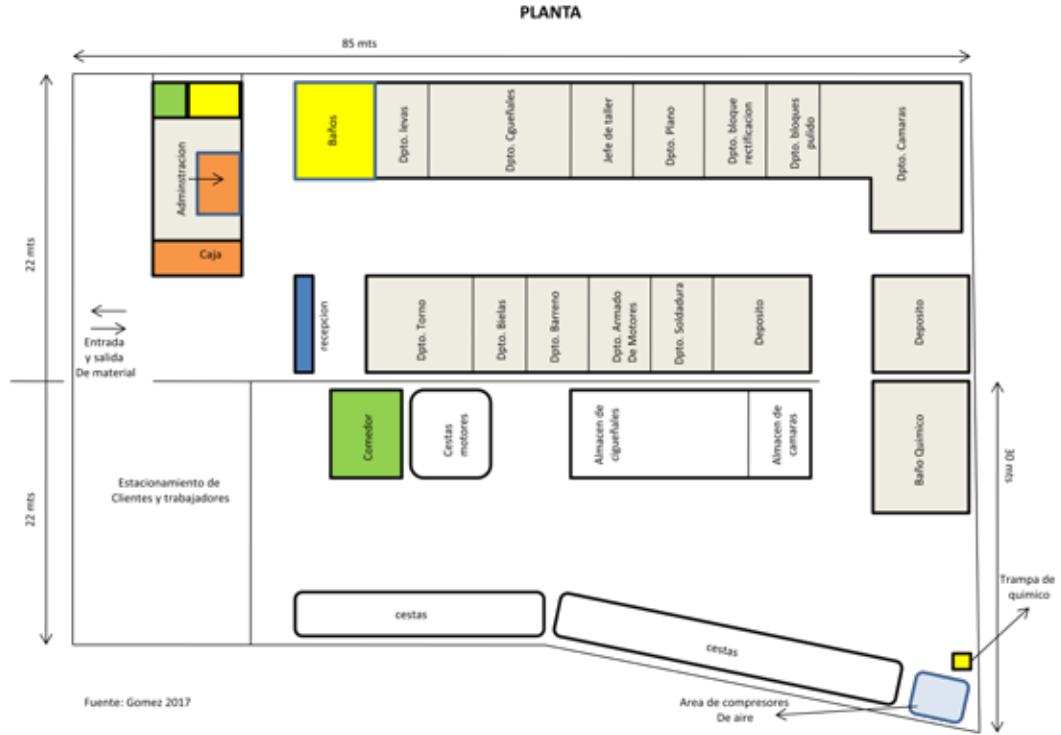 PLANTA
85 mts
22 mts
Adminstracion
Caja
Baños
Dpto. levas
Dpto. Cgueñales
Jefe de taller
Dpto. Plano
Dpto. bloque
rectificacion
Dpto. bloques
pulido
Dpto. Camaras
Entrada
y salida
De material
recepcion
Dpto. Torno
Dpto. Bielas
Dpto. Barreno
Dpto. Armado
De Motores
Dpto. Soldadura
Deposito
Deposito
22 mts
Estacionamiento de
Clientes y trabajadores
Comedor
Cestas
motores
Almacen de
cigueñales
Almacen de
camaras
Baño Quimico
30 mts
cestas
cestas
Trampa de
quimico
Area de compresores
De aire
Fuente: Gomez 2017